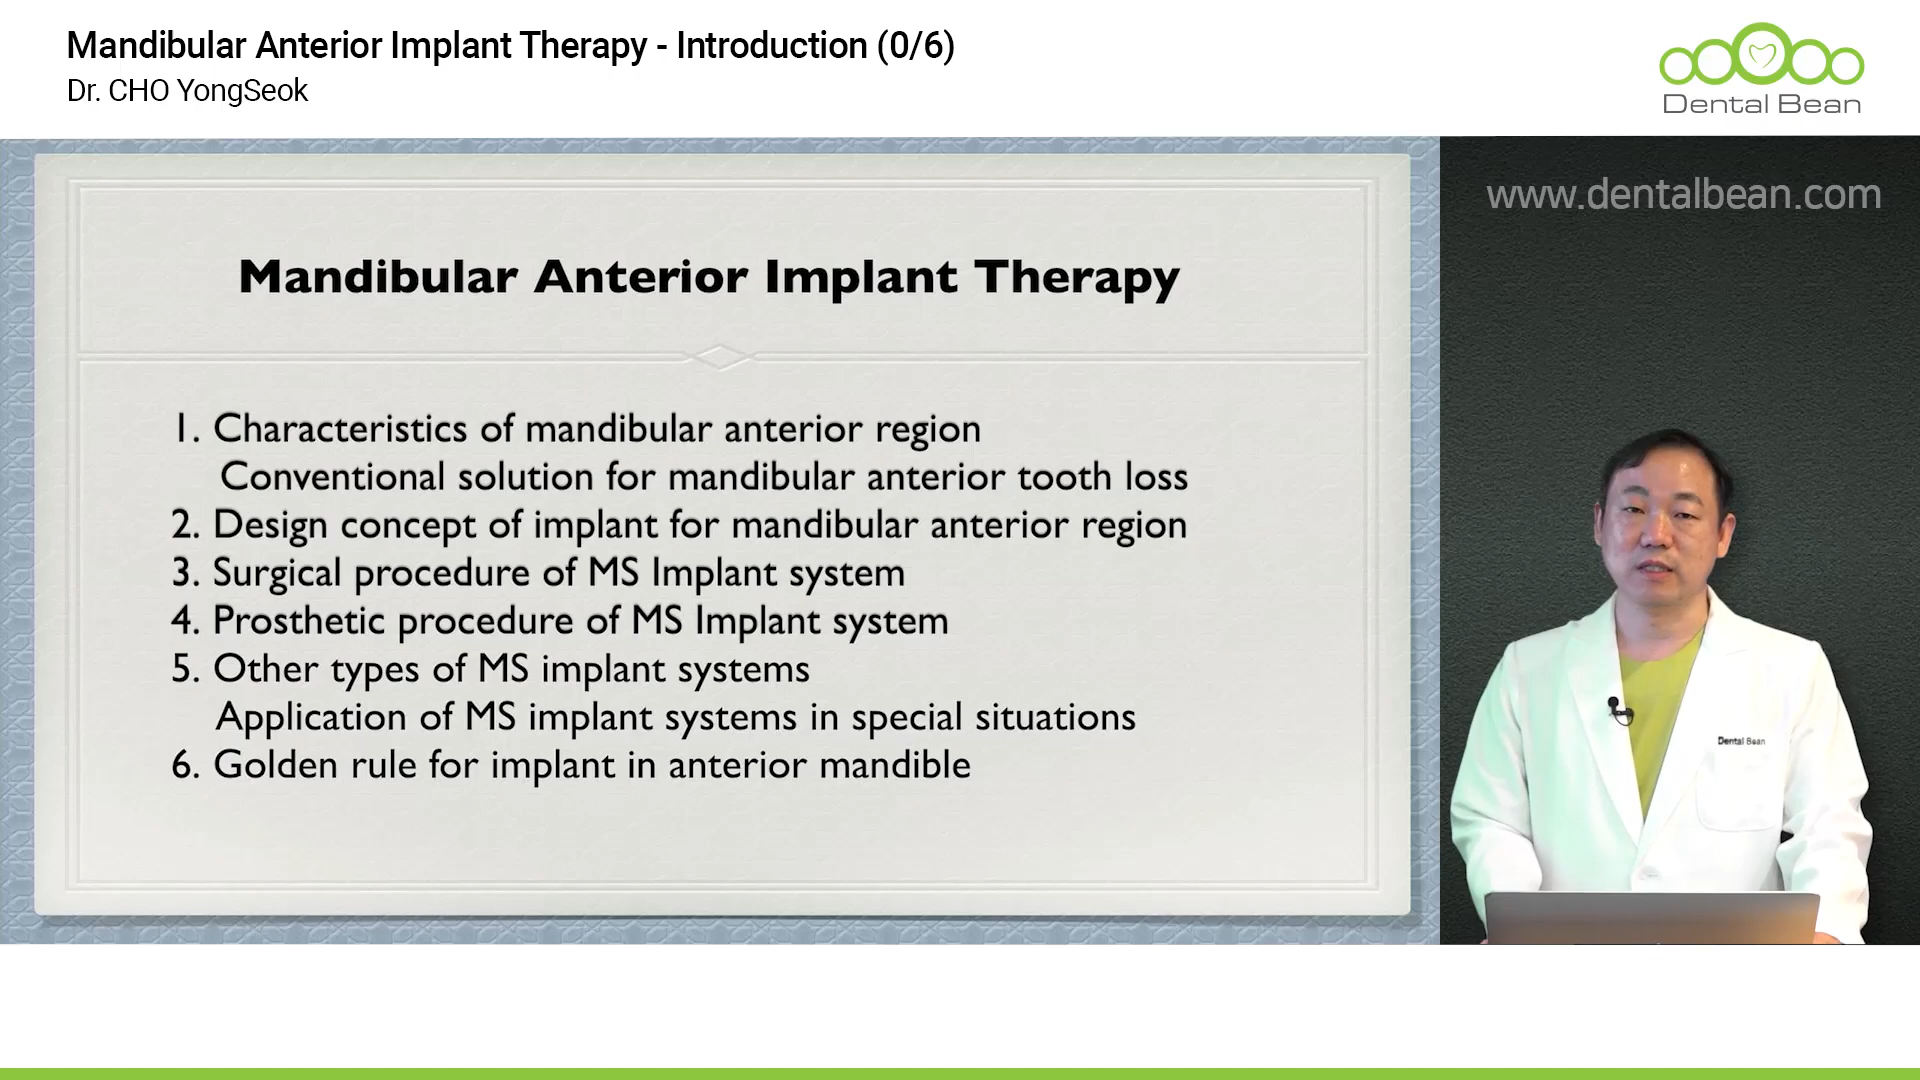 Mandibular Anterior Implant Therapy - Introduction (0/6)
Dr. CHO YongSeok
Dental Bean
www.dentalbean.com
Mandibular Anterior Implant Therapy
1. Characteristics of mandibular anterior region
Conventional solution for mandibular anterior tooth loss
2. Design concept of implant for mandibular anterior region
3. Surgical procedure of MS Implant system
4. Prosthetic procedure of MS Implant system
5. Other types of MS implant systems
Application of MS implant systems in special situations
6. Golden rule for implant in anterior mandible
Dental Bean